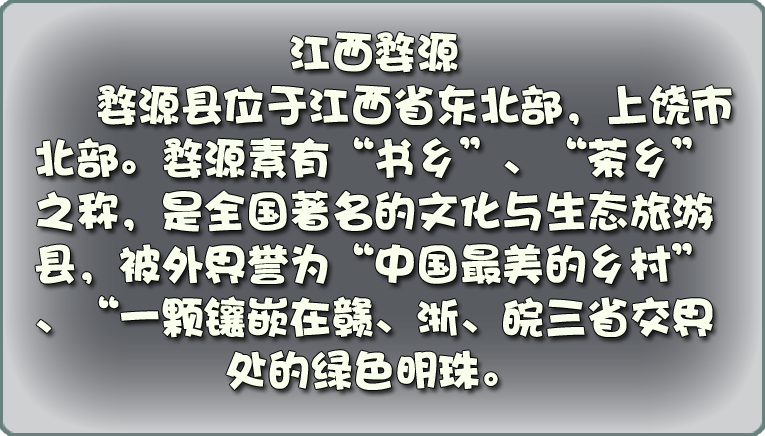 江西婺源
婺源县位于江西省东北部，上饶市
北部。婺源素有“书乡”、“茶乡”
之称，是全国著名的文化与生态旅游
县，被外界誉为“中国最美的乡村”
、“一颗镶嵌在赣、浙、皖三省交界
处的绿色明珠。